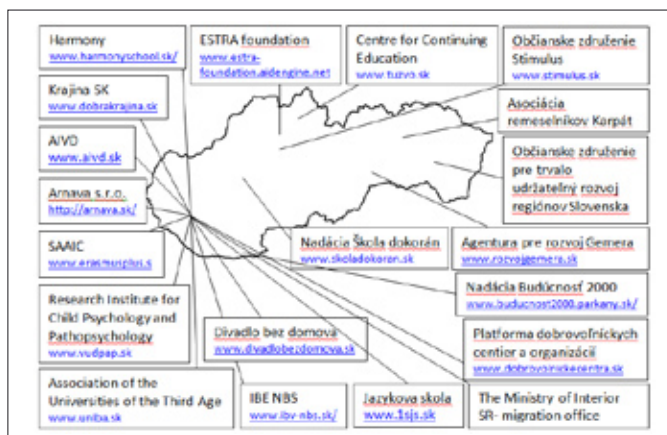 Harmony
www.harmonyschool.sk/
Krajina SK
www.dobrakrajina.sk
AIVD
www.aivd.sk
Arnava s.r.o.
http://arnava.sk/
SAAIC
www.erasmusplus.s
Research Institute for
Child Psychology and
Pathopsychology
www.vudpap.sk
Association of the
Universities of the Third Age
www.uniba.sk
ESTRA foundation
www.estra-
foundation.aidengine.net
Centre for Continuing
Education
www.tuzvo.sk
Občianske združenie
Stimulus
www.stimulus.sk
Asociácia
remeselníkov Karpát
Občianske združenie
pre trvalo
udržateľný rozvoj
regiónov Slovenska
Nadácia Škola dokorán
www.skoladokoran.sk
Agentura pre rozvoj Gemera
www.rozvojgemera.sk
Nadácia Budúcnosť 2000
www.buducnost2000.parkany.sk/
Divadlo bez domova
www.divadlobezdomova.sk
Platforma dobrovoľníckych
centier a organizácií
www.dobrovolnickecentra.sk
IBE NBS
www.ibv-nbs.sk/
Jazykova skola
www.1sjs.sk
The Ministry of Interior
SR- migration office